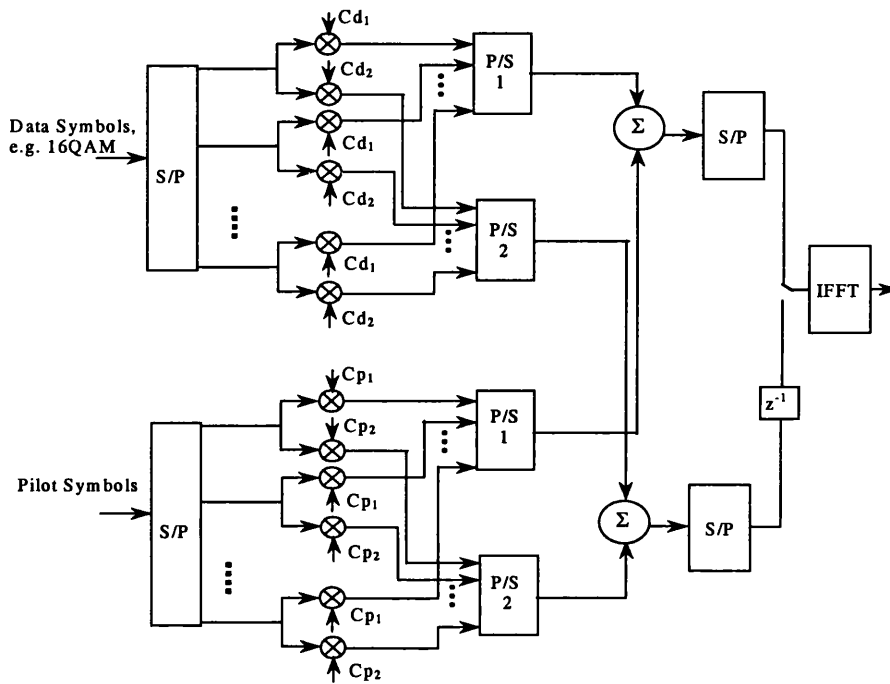 Cd₁
Cd₂
Cd₁
Cd₂
Cd₁
Cd₂
Data Symbols,
e.g. 16QAM
S/P
P/S
1
P/S
2
Σ
S/P
IFFT
z⁻¹
Cp₁
Cp₂
Cp₁
Cp₂
Cp₁
Cp₂
Pilot Symbols
S/P
P/S
1
P/S
2
Σ
S/P